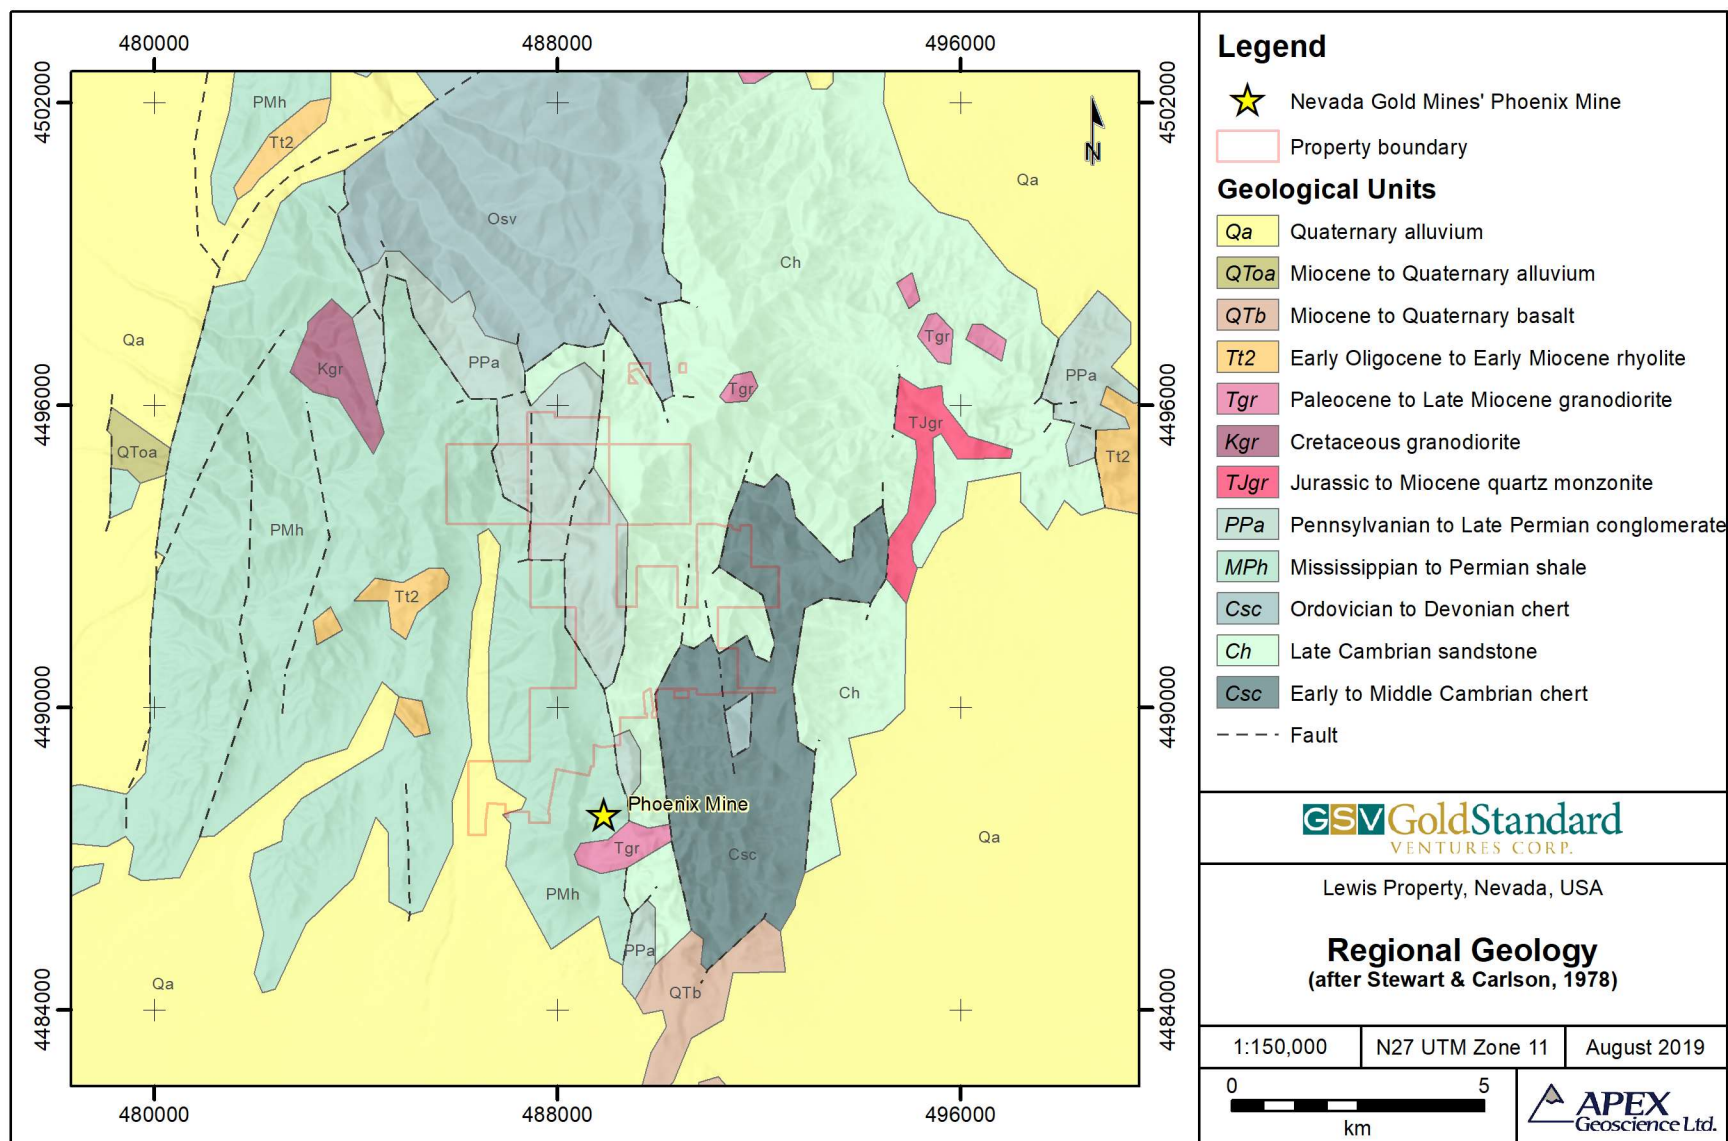 480000
488000
496000
4502000
4502000
PMh
Tt2
N
Qa
Osv
Ch
Qa
Kgr
PPa
Tgr
PPa
Tgr
4496000
4496000
TJgr
QToa
Tt2
PMh
Tt2
4490000
4490000
Ch
Phoenix Mine
Qa
Tgr
Csc
PMh
PPa
Qa
QTb
4484000
4484000
480000
488000
496000
Legend
Nevada Gold Mines' Phoenix Mine
Property boundary
Geological Units
Qa Quaternary alluvium
QToa Miocene to Quaternary alluvium
QTb Miocene to Quaternary basalt
Tt2 Early Oligocene to Early Miocene rhyolite
Tgr Paleocene to Late Miocene granodiorite
Kgr Cretaceous granodiorite
TJgr Jurassic to Miocene quartz monzonite
PPa Pennsylvanian to Late Permian conglomerate
MPh Mississippian to Permian shale
Csc Ordovician to Devonian chert
Ch Late Cambrian sandstone
Csc Early to Middle Cambrian chert
Fault
GSV GoldStandard
VENTURES CORP.
Lewis Property, Nevada, USA
Regional Geology
(after Stewart & Carlson, 1978)
1:150,000
N27 UTM Zone 11
August 2019
0 5
km
APEX
Geoscience Ltd.